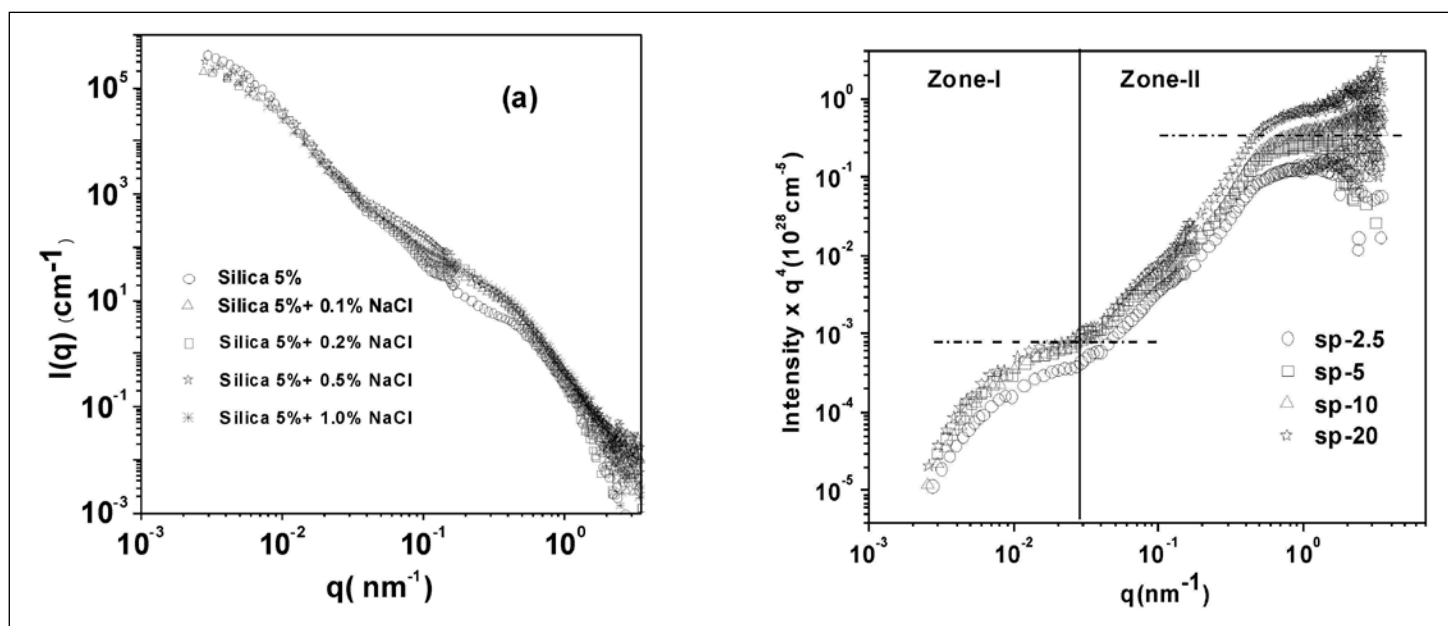 (a)
I(q) (cm-1)
10^5
10^3
10^1
10^-1
10^-3
Silica 5%
Silica 5%+ 0.1% NaCl
Silica 5%+ 0.2% NaCl
Silica 5%+ 0.5% NaCl
Silica 5%+ 1.0% NaCl
10^-3 10^-2 10^-1 10^0
q( nm^-1)
Zone-I Zone-II
Intensity x q^4(10^28cm^-5)
10^0
10^-1
10^-2
10^-3
10^-4
10^-5
sp-2.5
sp-5
sp-10
sp-20
10^-3 10^-2 10^-1 10^0
q(nm^-1)